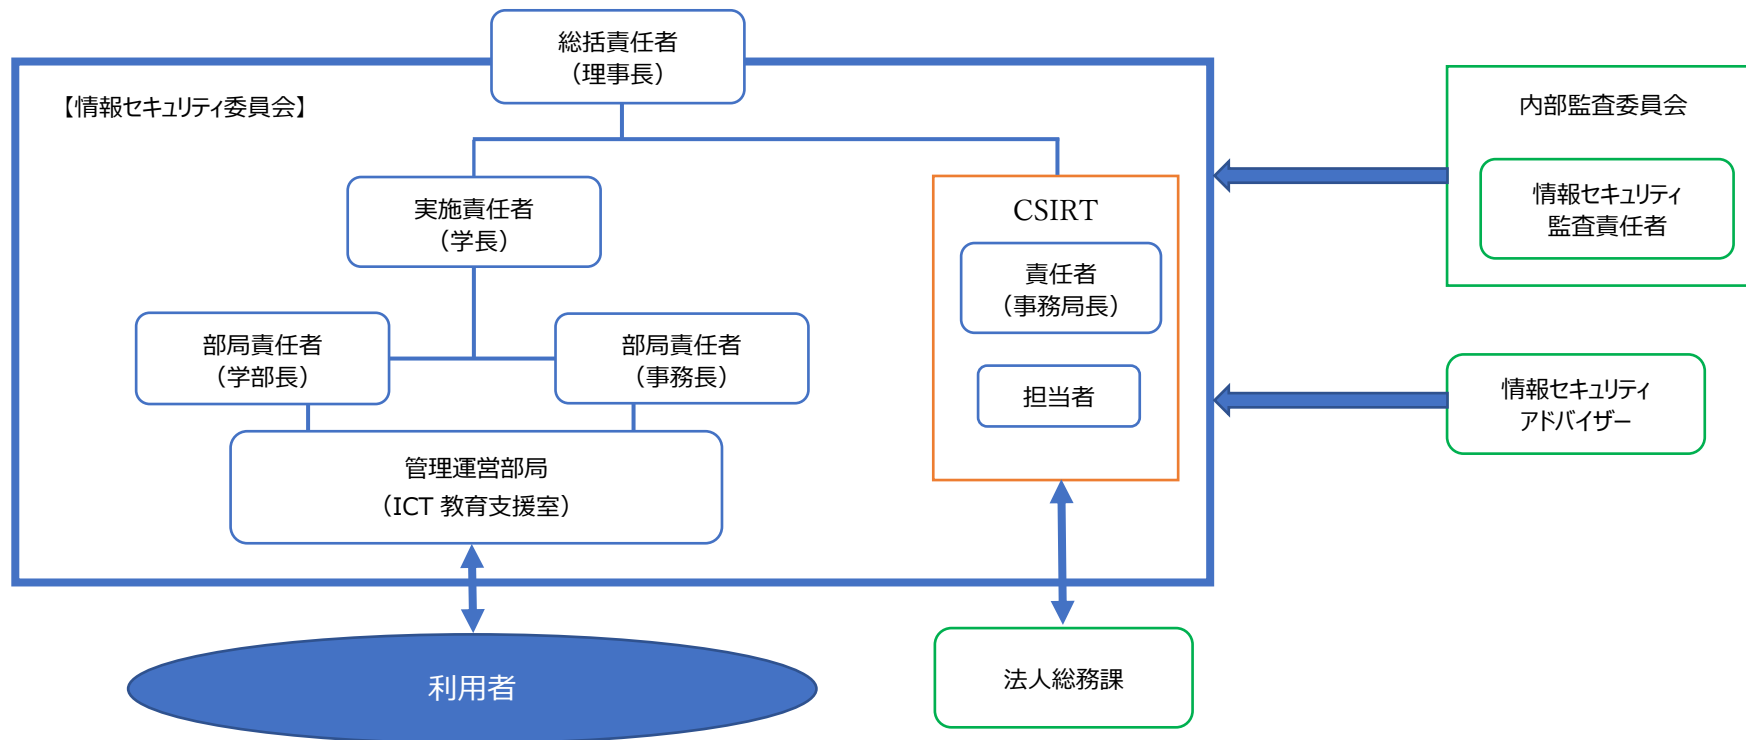 総括責任者
（理事長）
【情報セキュリティ委員会】
内部監査委員会
情報セキュリティ
監査責任者
実施責任者
（学長）
CSIRT
責任者
（事務局長）
担当者
部局責任者
（学部長）
部局責任者
（事務長）
情報セキュリティ
アドバイザー
管理運営部局
（ICT 教育支援室）
利用者
法人総務課